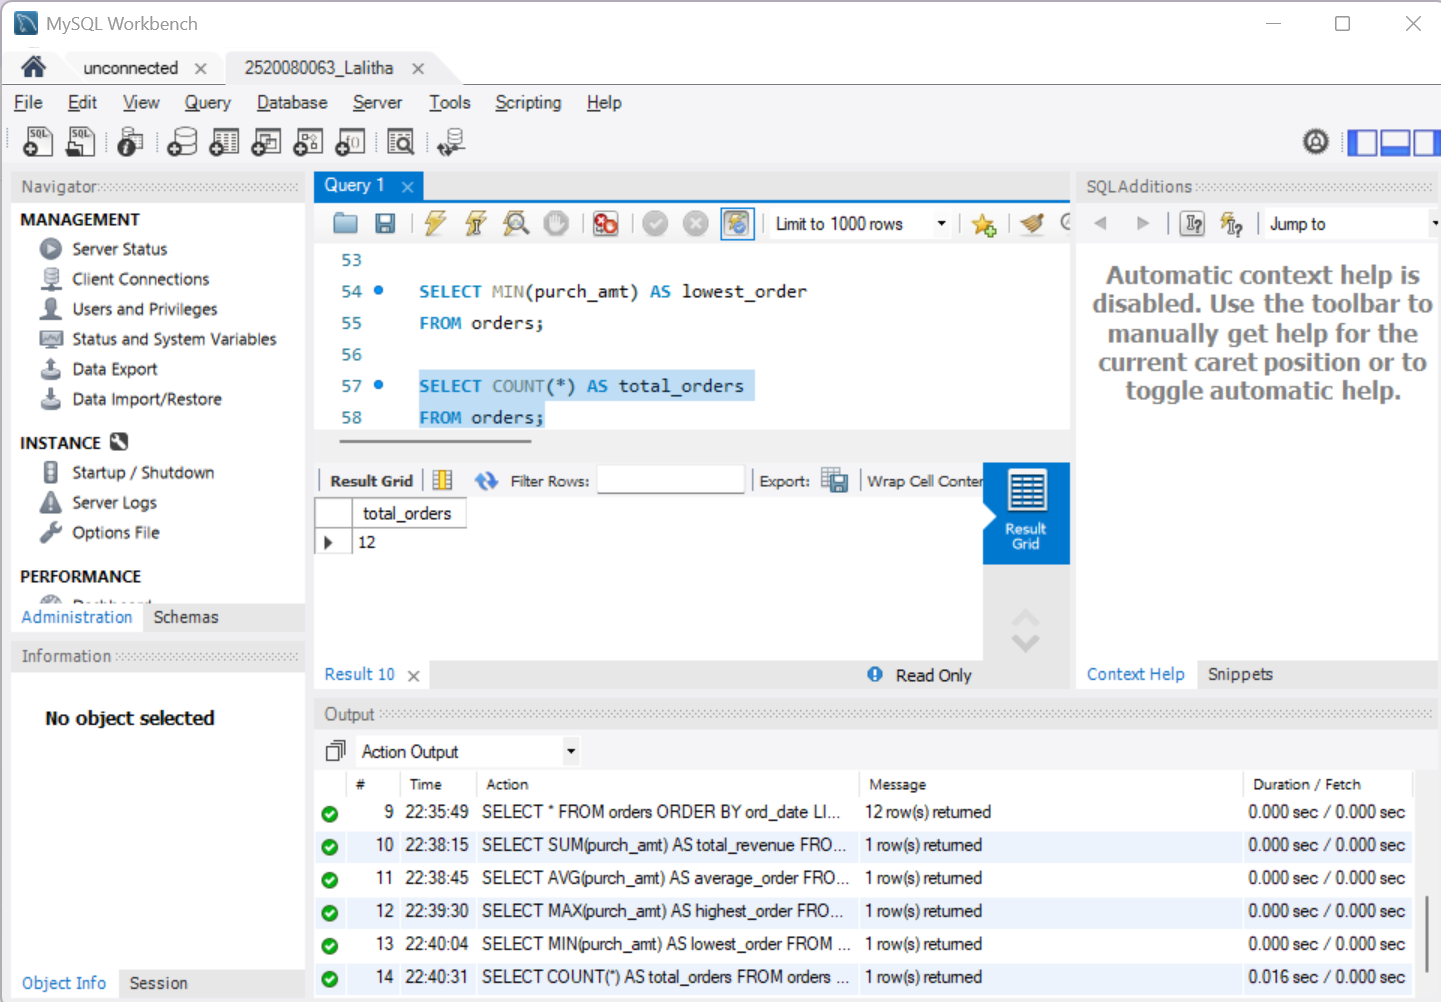 MySQL Workbench
unconnected
2520080063_Lalitha
File Edit View Query Database Server Tools Scripting Help
Navigator
MANAGEMENT
Server Status
Client Connections
Users and Privileges
Status and System Variables
Data Export
Data Import/Restore
INSTANCE
Startup / Shutdown
Server Logs
Options File
PERFORMANCE
Administration Schemas
Information
No object selected
Object Info Session
Query 1
Limit to 1000 rows
53
54 SELECT MIN(purch_amt) AS lowest_order
55 FROM orders;
56
57 SELECT COUNT(*) AS total_orders
58 FROM orders;
Result Grid Filter Rows: Export: Wrap Cell Conter
total_orders
12
Result
Grid
Result 10
Read Only
SQLAdditions
Jump to
Automatic context help is
disabled. Use the toolbar to
manually get help for the
current caret position or to
toggle automatic help.
Context Help Snippets
Output
Action Output
# Time Action Message Duration / Fetch
9 22:35:49 SELECT * FROM orders ORDER BY ord_date LI... 12 row(s) returned 0.000 sec / 0.000 sec
10 22:38:15 SELECT SUM(purch_amt) AS total_revenue FRO... 1 row(s) returned 0.000 sec / 0.000 sec
11 22:38:45 SELECT AVG(purch_amt) AS average_order FRO... 1 row(s) returned 0.000 sec / 0.000 sec
12 22:39:30 SELECT MAX(purch_amt) AS highest_order FRO... 1 row(s) returned 0.000 sec / 0.000 sec
13 22:40:04 SELECT MIN(purch_amt) AS lowest_order FROM ... 1 row(s) returned 0.000 sec / 0.000 sec
14 22:40:31 SELECT COUNT(*) AS total_orders FROM orders ... 1 row(s) returned 0.016 sec / 0.000 sec